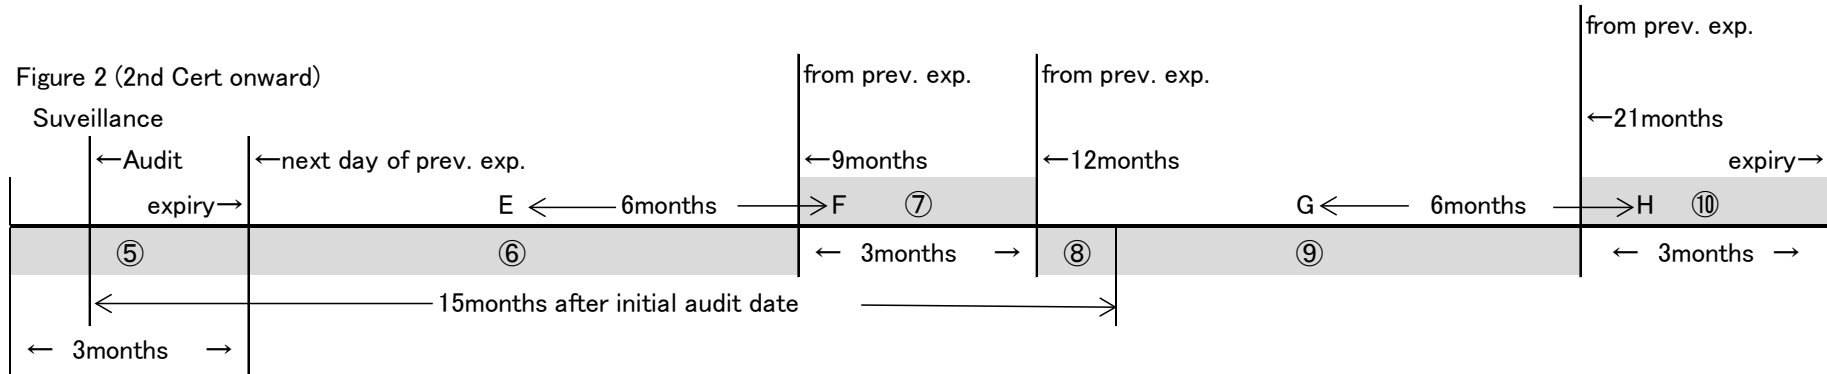 from prev. exp.
Figure 2 (2nd Cert onward)
from prev. exp.
from prev. exp.
Suveillance
←21months
←Audit
←next day of prev. exp.
←9months
←12months
expiry→
expiry→
E
6months
F
⑦
G
6months
H
⑩
⑤
⑥
← 3months →
⑧
⑨
← 3months →
15months after initial audit date
← 3months →